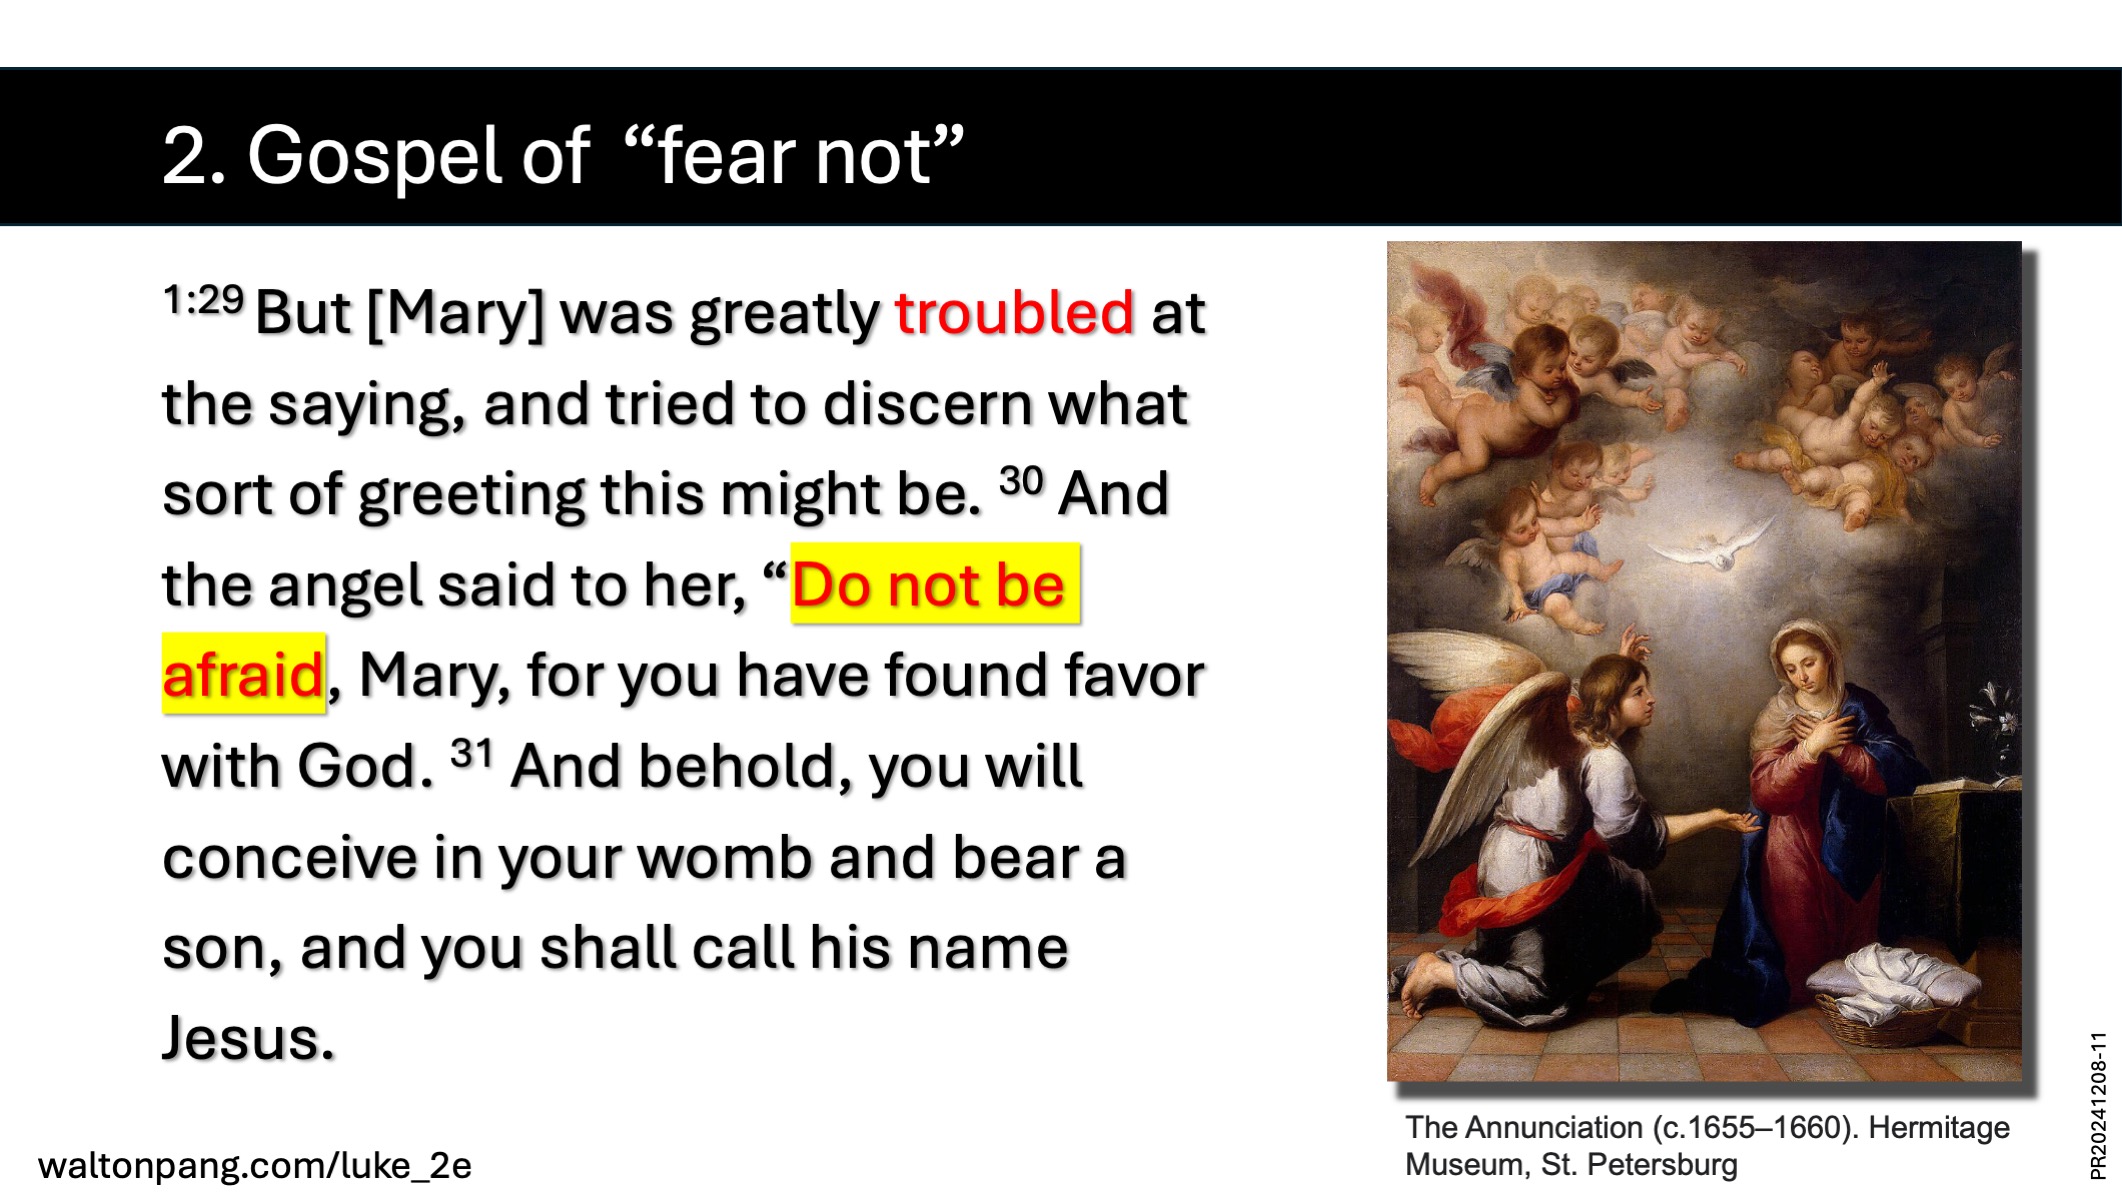 2. Gospel of “fear not”
1:29 But [Mary] was greatly troubled at
the saying, and tried to discern what
sort of greeting this might be. 30 And
the angel said to her, “Do not be
afraid, Mary, for you have found favor
with God. 31 And behold, you will
conceive in your womb and bear a
son, and you shall call his name
Jesus.
The Annunciation (c.1655–1660). Hermitage
Museum, St. Petersburg
waltonpang.com/luke_2e
PR20241208-11